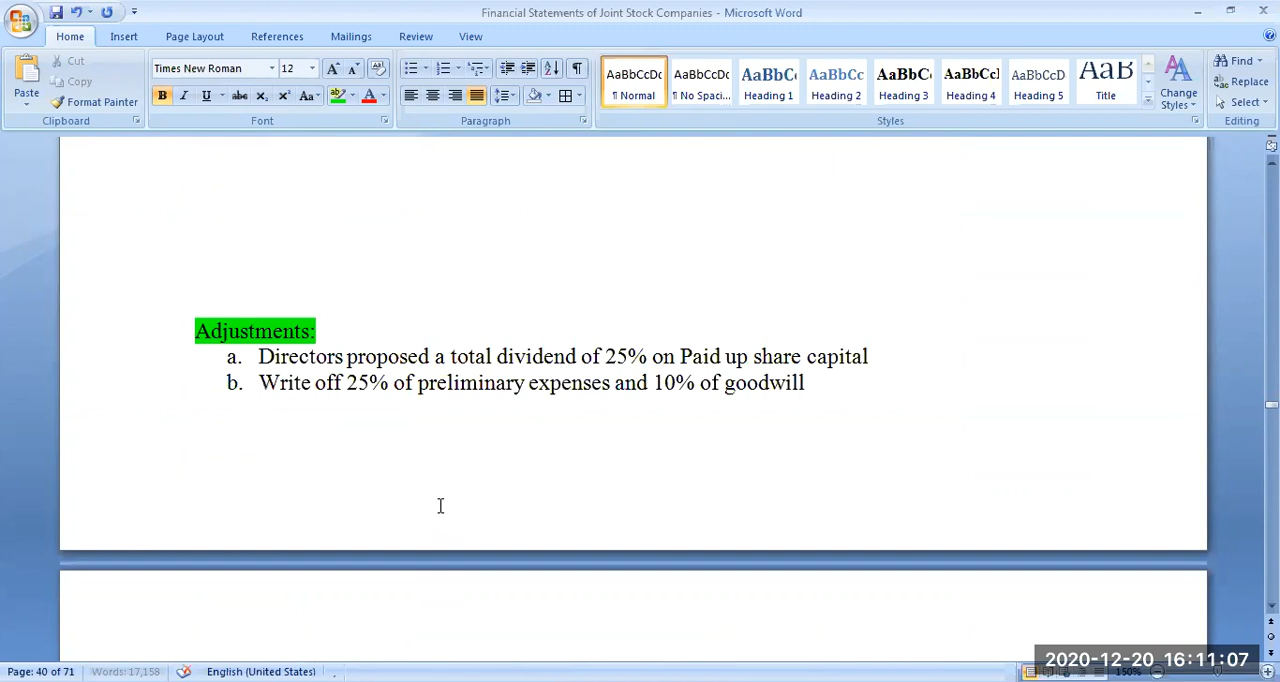 Financial Statements of Joint Stock Companies - Microsoft Word
Home Insert Page Layout References Mailings Review View
Paste
Cut
Copy
Format Painter
Clipboard
Times New Roman 12
Font
Paragraph
AaBbCcDc AaBbCcDc AaBbC AaBbCc AaBbC AaBbCcI AaBbCcD AaB
¶ Normal ¶ No Spaci... Heading 1 Heading 2 Heading 3 Heading 4 Heading 5 Title
Change Styles
Styles
Find
Replace
Select
Editing
Adjustments:
a. Directors proposed a total dividend of 25% on Paid up share capital
b. Write off 25% of preliminary expenses and 10% of goodwill
Page: 40 of 71 Words: 17,158 English (United States) 150%
2020-12-20 16:11:07